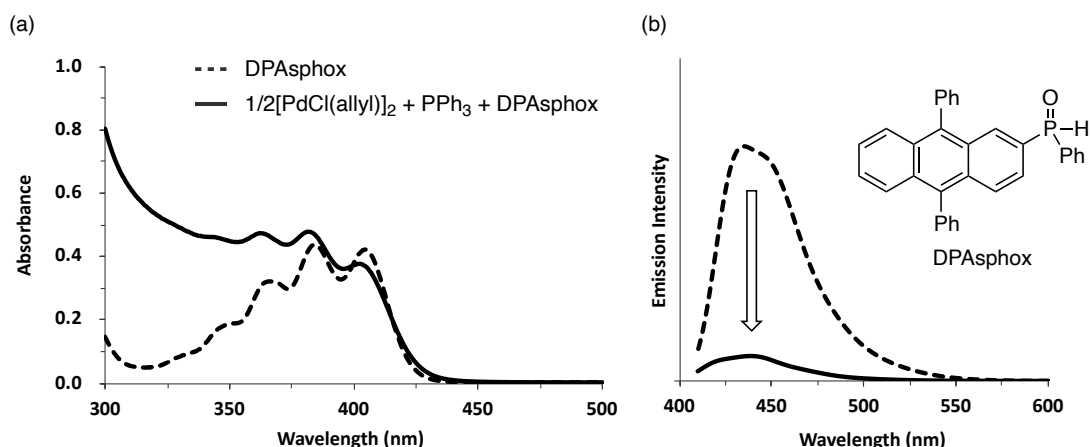 (a)
Absorbance
1.0
0.8
0.6
0.4
0.2
0.0
DPAsphox
1/2[PdCl(allyl)]2 + PPh3 + DPAsphox
300 350 400 450 500
Wavelength (nm)
(b)
Emission Intensity
Ph
O
P H
Ph
Ph
DPAsphox
400 450 500 550 600
Wavelength (nm)